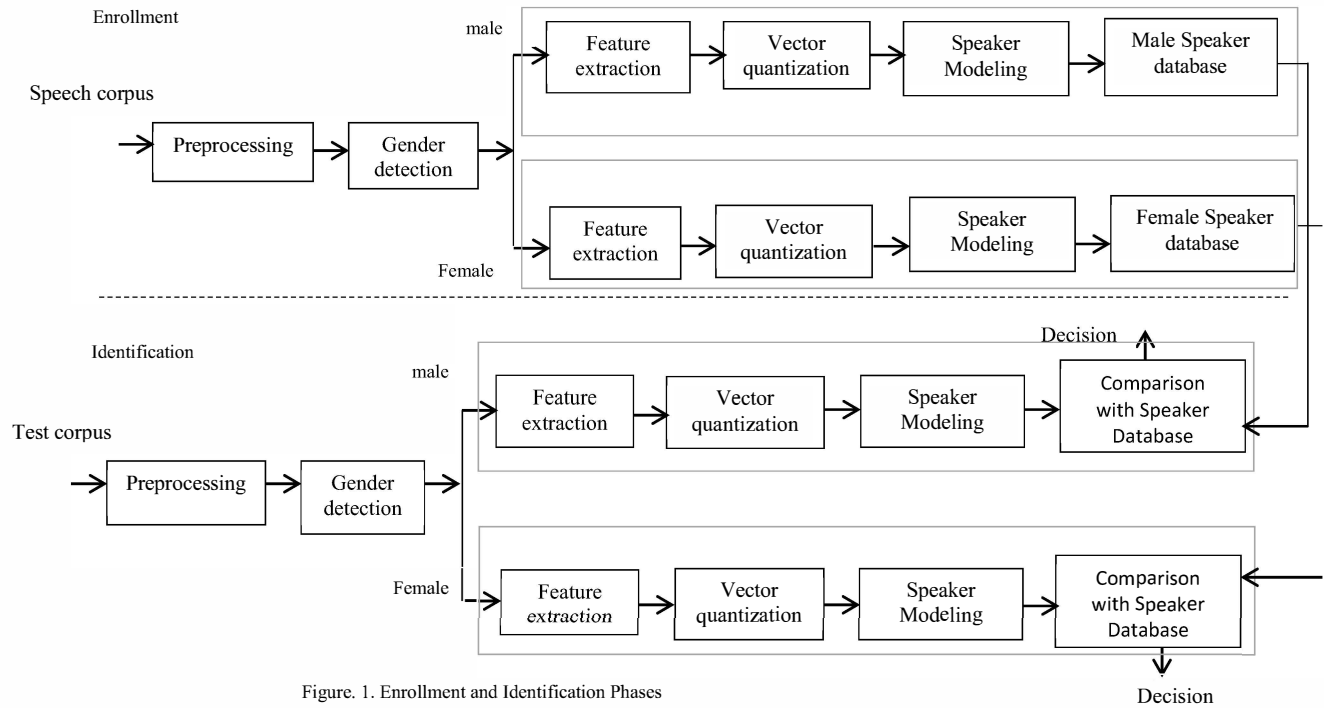 Enrollment
male
Feature
extraction
Vector
quantization
Speaker
Modeling
Male Speaker
database
Speech corpus
Preprocessing
Gender
detection
Female
Feature
extraction
Vector
quantization
Speaker
Modeling
Female Speaker
database
Identification
male
Feature
extraction
Vector
quantization
Speaker
Modeling
Comparison
with Speaker
Database
Decision
Test corpus
Preprocessing
Gender
detection
Female
Feature
extraction
Vector
quantization
Speaker
Modeling
Comparison
with Speaker
Database
Decision
Figure. 1. Enrollment and Identification Phases